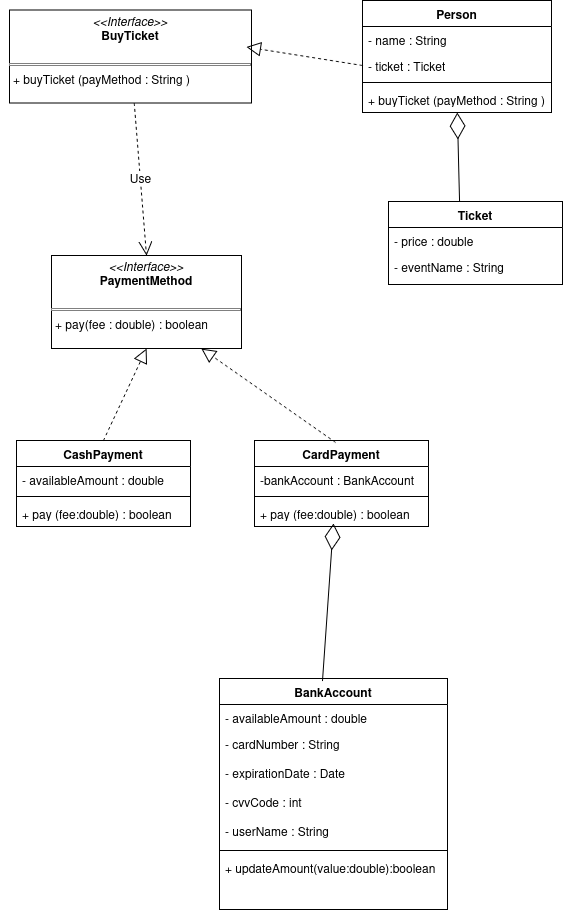 <<Interface>>
BuyTicket
+ buyTicket (payMethod : String )
Person
- name : String
- ticket : Ticket
+ buyTicket (payMethod : String )
Use
Ticket
- price : double
- eventName : String
<<Interface>>
PaymentMethod
+ pay(fee : double) : boolean
CashPayment
- availableAmount : double
+ pay (fee:double) : boolean
CardPayment
-bankAccount : BankAccount
+ pay (fee:double) : boolean
BankAccount
- availableAmount : double
- cardNumber : String
- expirationDate : Date
- cvvCode : int
- userName : String
+ updateAmount(value:double):boolean